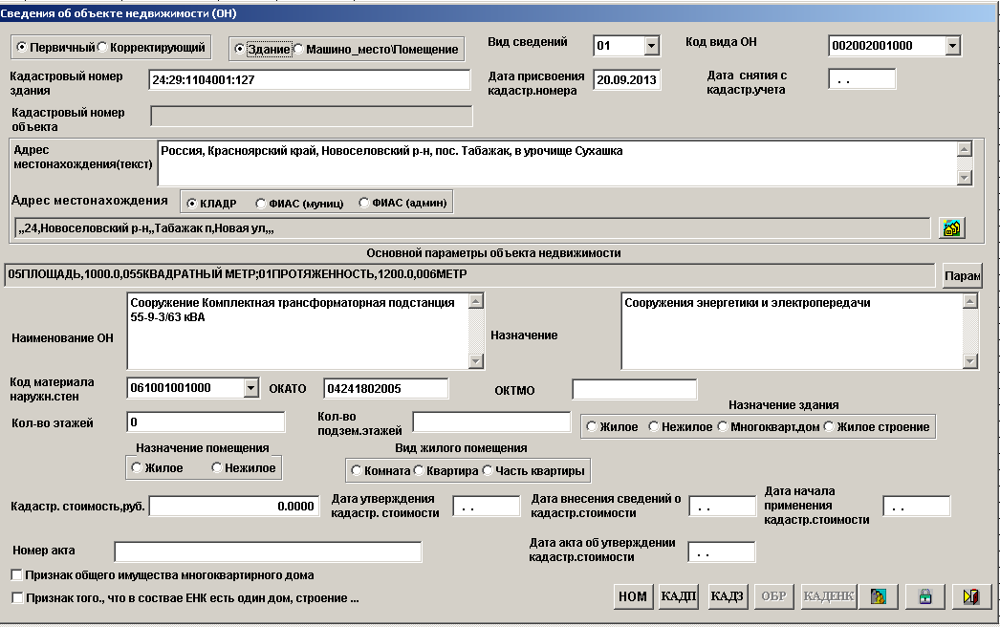 Сведения об объекте недвижимости (ОН)
Первичный Корректирующий Здание Машино_место\Помещение Вид сведений 01 Код вида ОН 002002001000
Кадастровый номер здания 24:29:1104001:127 Дата присвоения кадастр.номера 20.09.2013 Дата снятия с кадастр.учета . .
Кадастровый номер объекта
Адрес местонахождения(текст) Россия, Красноярский край, Новоселовский р-н, пос. Табажак, в урочище Сухашка
Адрес местонахождения КЛАДР ФИАС (муниц) ФИАС (админ)
,,24,Новоселовский р-н,,Табажак п,Новая ул,,,
Основной параметры объекта недвижимости
05ПЛОЩАДЬ,1000.0,055КВАДРАТНЫЙ МЕТР;01ПРОТЯЖЕННОСТЬ,1200.0,006МЕТР Парам
Наименование ОН Сооружение Комплектная трансформаторная подстанция
55-9-3/63 кВА
Назначение Сооружения энергетики и электропередачи
Код материала наружн.стен 061001001000 ОКАТО 04241802005 ОКТМО
Кол-во этажей 0 Кол-во подзем.этажей
Назначение здания
Жилое Нежилое Многокварт.дом Жилое строение
Назначение помещения
Жилое Нежилое
Вид жилого помещения
Комната Квартира Часть квартиры
Кадастр. стоимость,руб. 0.0000 Дата утверждения кадастр. стоимости . . Дата внесения сведений о кадастр.стоимости . . Дата начала применения кадастр.стоимости . .
Номер акта Дата акта об утверждении кадастр.стоимости . .
Признак общего имущества многоквартирного дома
Признак того., что в составе ЕНК есть один дом, строение ...
НОМ КАДП КАДЗ ОБР КАДЕНК